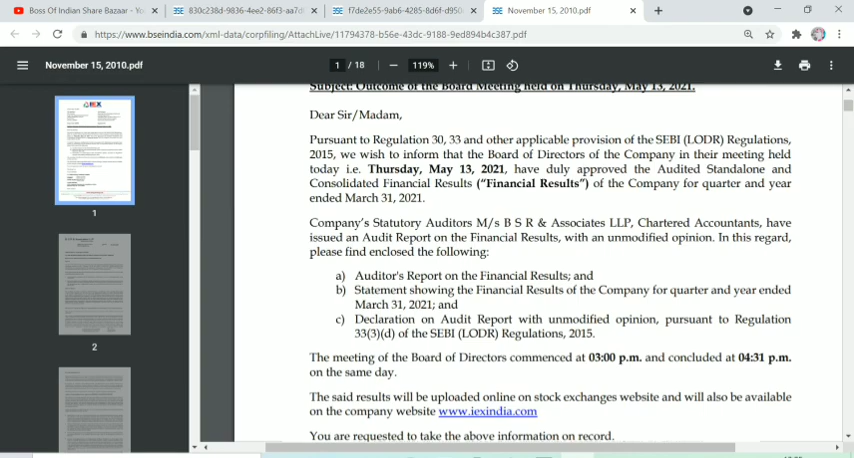 Boss Of Indian Share Bazaar - Yo
830c238d-9836-4ee2-86f3-aa7d
f7de2e55-9ab6-4285-8d6f-d950
November 15, 2010.pdf
https://www.bseindia.com/xml-data/corpfiling/AttachLive/11794378-b56e-43dc-9188-9ed894b4c387.pdf
November 15, 2010.pdf
1 / 18
119%
IEX
1
2
Subject: Outcome of the Board Meeting held on Thursday, May 13, 2021.
Dear Sir/Madam,
Pursuant to Regulation 30, 33 and other applicable provision of the SEBI (LODR) Regulations,
2015, we wish to inform that the Board of Directors of the Company in their meeting held
today i.e. Thursday, May 13, 2021, have duly approved the Audited Standalone and
Consolidated Financial Results (“Financial Results”) of the Company for quarter and year
ended March 31, 2021.
Company's Statutory Auditors M/s B S R & Associates LLP, Chartered Accountants, have
issued an Audit Report on the Financial Results, with an unmodified opinion. In this regard,
please find enclosed the following:
a) Auditor's Report on the Financial Results; and
b) Statement showing the Financial Results of the Company for quarter and year ended
March 31, 2021; and
c) Declaration on Audit Report with unmodified opinion, pursuant to Regulation
33(3)(d) of the SEBI (LODR) Regulations, 2015.
The meeting of the Board of Directors commenced at 03:00 p.m. and concluded at 04:31 p.m.
on the same day.
The said results will be uploaded online on stock exchanges website and will also be available
on the company website www.iexindia.com
You are requested to take the above information on record.